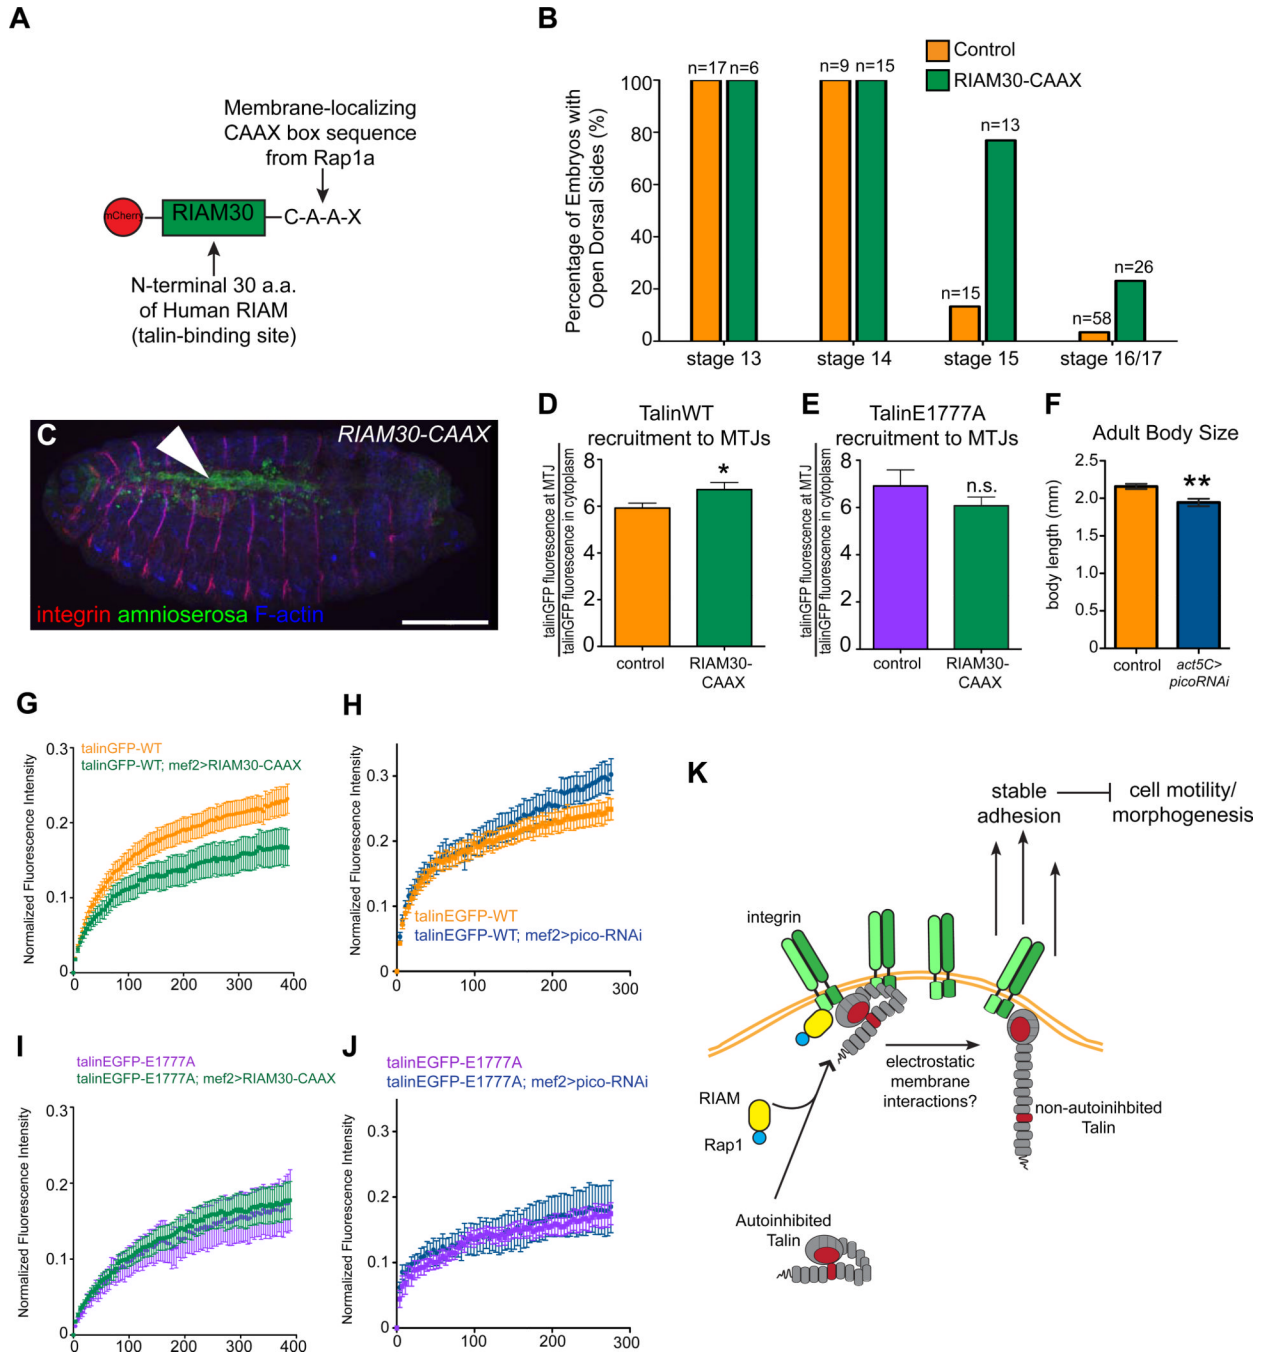 A
Membrane-localizing
CAAX box sequence
from Rap1a
mCherry
RIAM30
C-A-A-X
N-terminal 30 a.a.
of Human RIAM
(talin-binding site)
B
Control
RIAM30-CAAX
Percentage of Embryos with
Open Dorsal Sides (%)
100
80
60
40
20
0
n=17 n=6
n=9 n=15
n=15
n=13
n=58
n=26
stage 13
stage 14
stage 15
stage 16/17
C
RIAM30-CAAX
integrin amnioserosa F-actin
D
TalinWT
recruitment to MTJs
talinGFP fluorescence at MTJ
talinGFP fluorescence in cytoplasm
8
6
4
2
0
*
control
RIAM30-
CAAX
E
TalinE1777A
recruitment to MTJs
talinGFP fluorescence at MTJ
talinGFP fluorescence in cytoplasm
8
6
4
2
0
n.s.
control
RIAM30-
CAAX
F
Adult Body Size
body length (mm)
2.5
2.0
1.5
1.0
0.5
0
**
control
act5C>
picoRNAi
G
talinGFP-WT
talinGFP-WT; mef2>RIAM30-CAAX
Normalized Fluorescence Intensity
0.3
0.2
0.1
0
0
100
200
300
400
H
Normalized Fluorescence Intensity
0.3
0.2
0.1
0
talinEGFP-WT
talinEGFP-WT; mef2>pico-RNAi
0
100
200
300
I
talinEGFP-E1777A
talinEGFP-E1777A; mef2>RIAM30-CAAX
Normalized Fluorescence Intensity
0.3
0.2
0.1
0
0
100
200
300
400
J
talinEGFP-E1777A
talinEGFP-E1777A; mef2>pico-RNAi
Normalized Fluorescence Intensity
0.3
0.2
0.1
0
0
100
200
300
K
stable
adhesion
cell motility/
morphogenesis
integrin
electrostatic
membrane
interactions?
RIAM
Rap1
non-autoinihbited
Talin
Autoinhibited
Talin